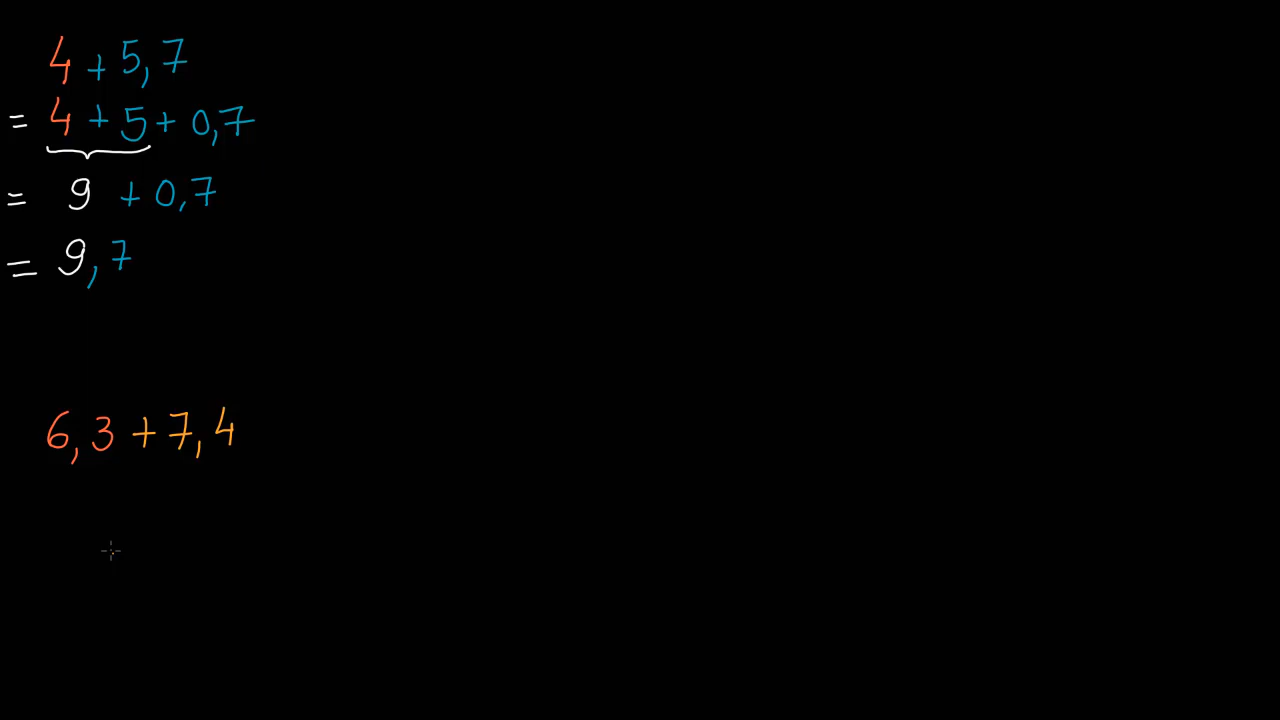 4 + 5,7
= 4 + 5 + 0,7
= 9 + 0,7
= 9,7
6,3 + 7,4